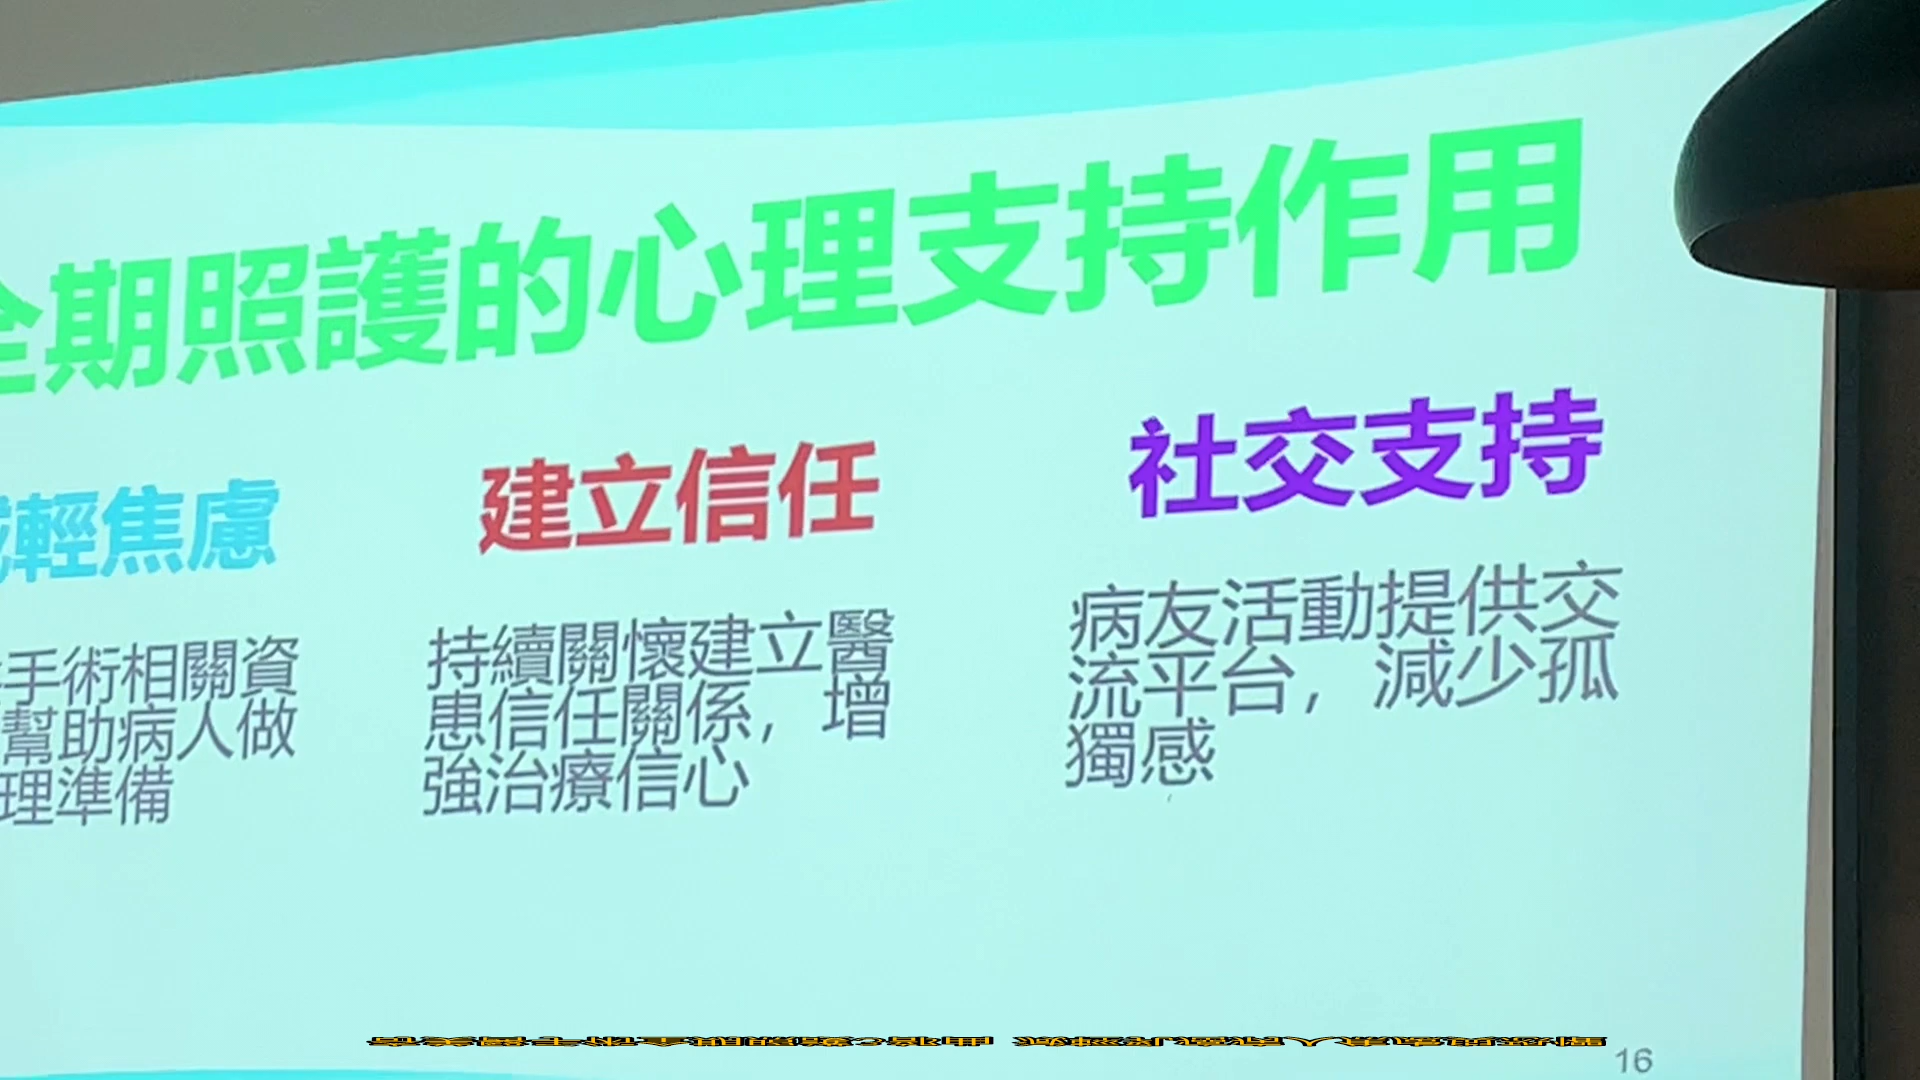 全期照護的心理支持作用
減輕焦慮
手術相關資
幫助病人做
理準備
建立信任
持續關懷建立醫
患信任關係，增
強治療信心
社交支持
病友活動提供交
流平台，減少孤
獨感
16